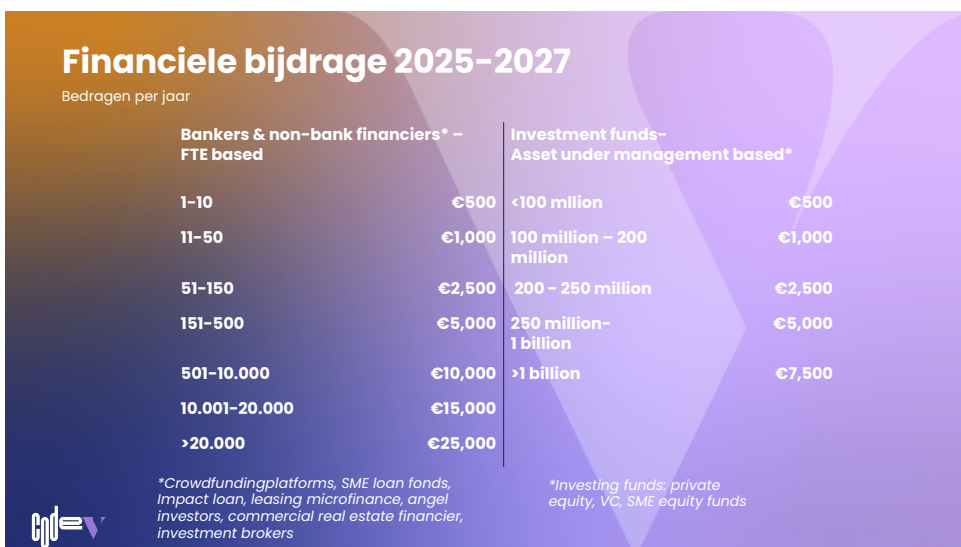 Financiele bijdrage 2025-2027
Bedragen per jaar
Bankers & non-bank financiers* –
FTE based
1-10 €500
11-50 €1,000
51-150 €2,500
151-500 €5,000
501-10.000 €10,000
10.001-20.000 €15,000
>20.000 €25,000
*Crowdfundingplatforms, SME loan fonds,
Impact loan, leasing microfinance, angel
investors, commercial real estate financier,
investment brokers
Investment funds-
Asset under management based*
<100 mllion €500
100 million – 200 €1,000
million
200 - 250 million €2,500
250 million- €5,000
1 billion
>1 billion €7,500
*Investing funds: private
equity, VC, SME equity funds